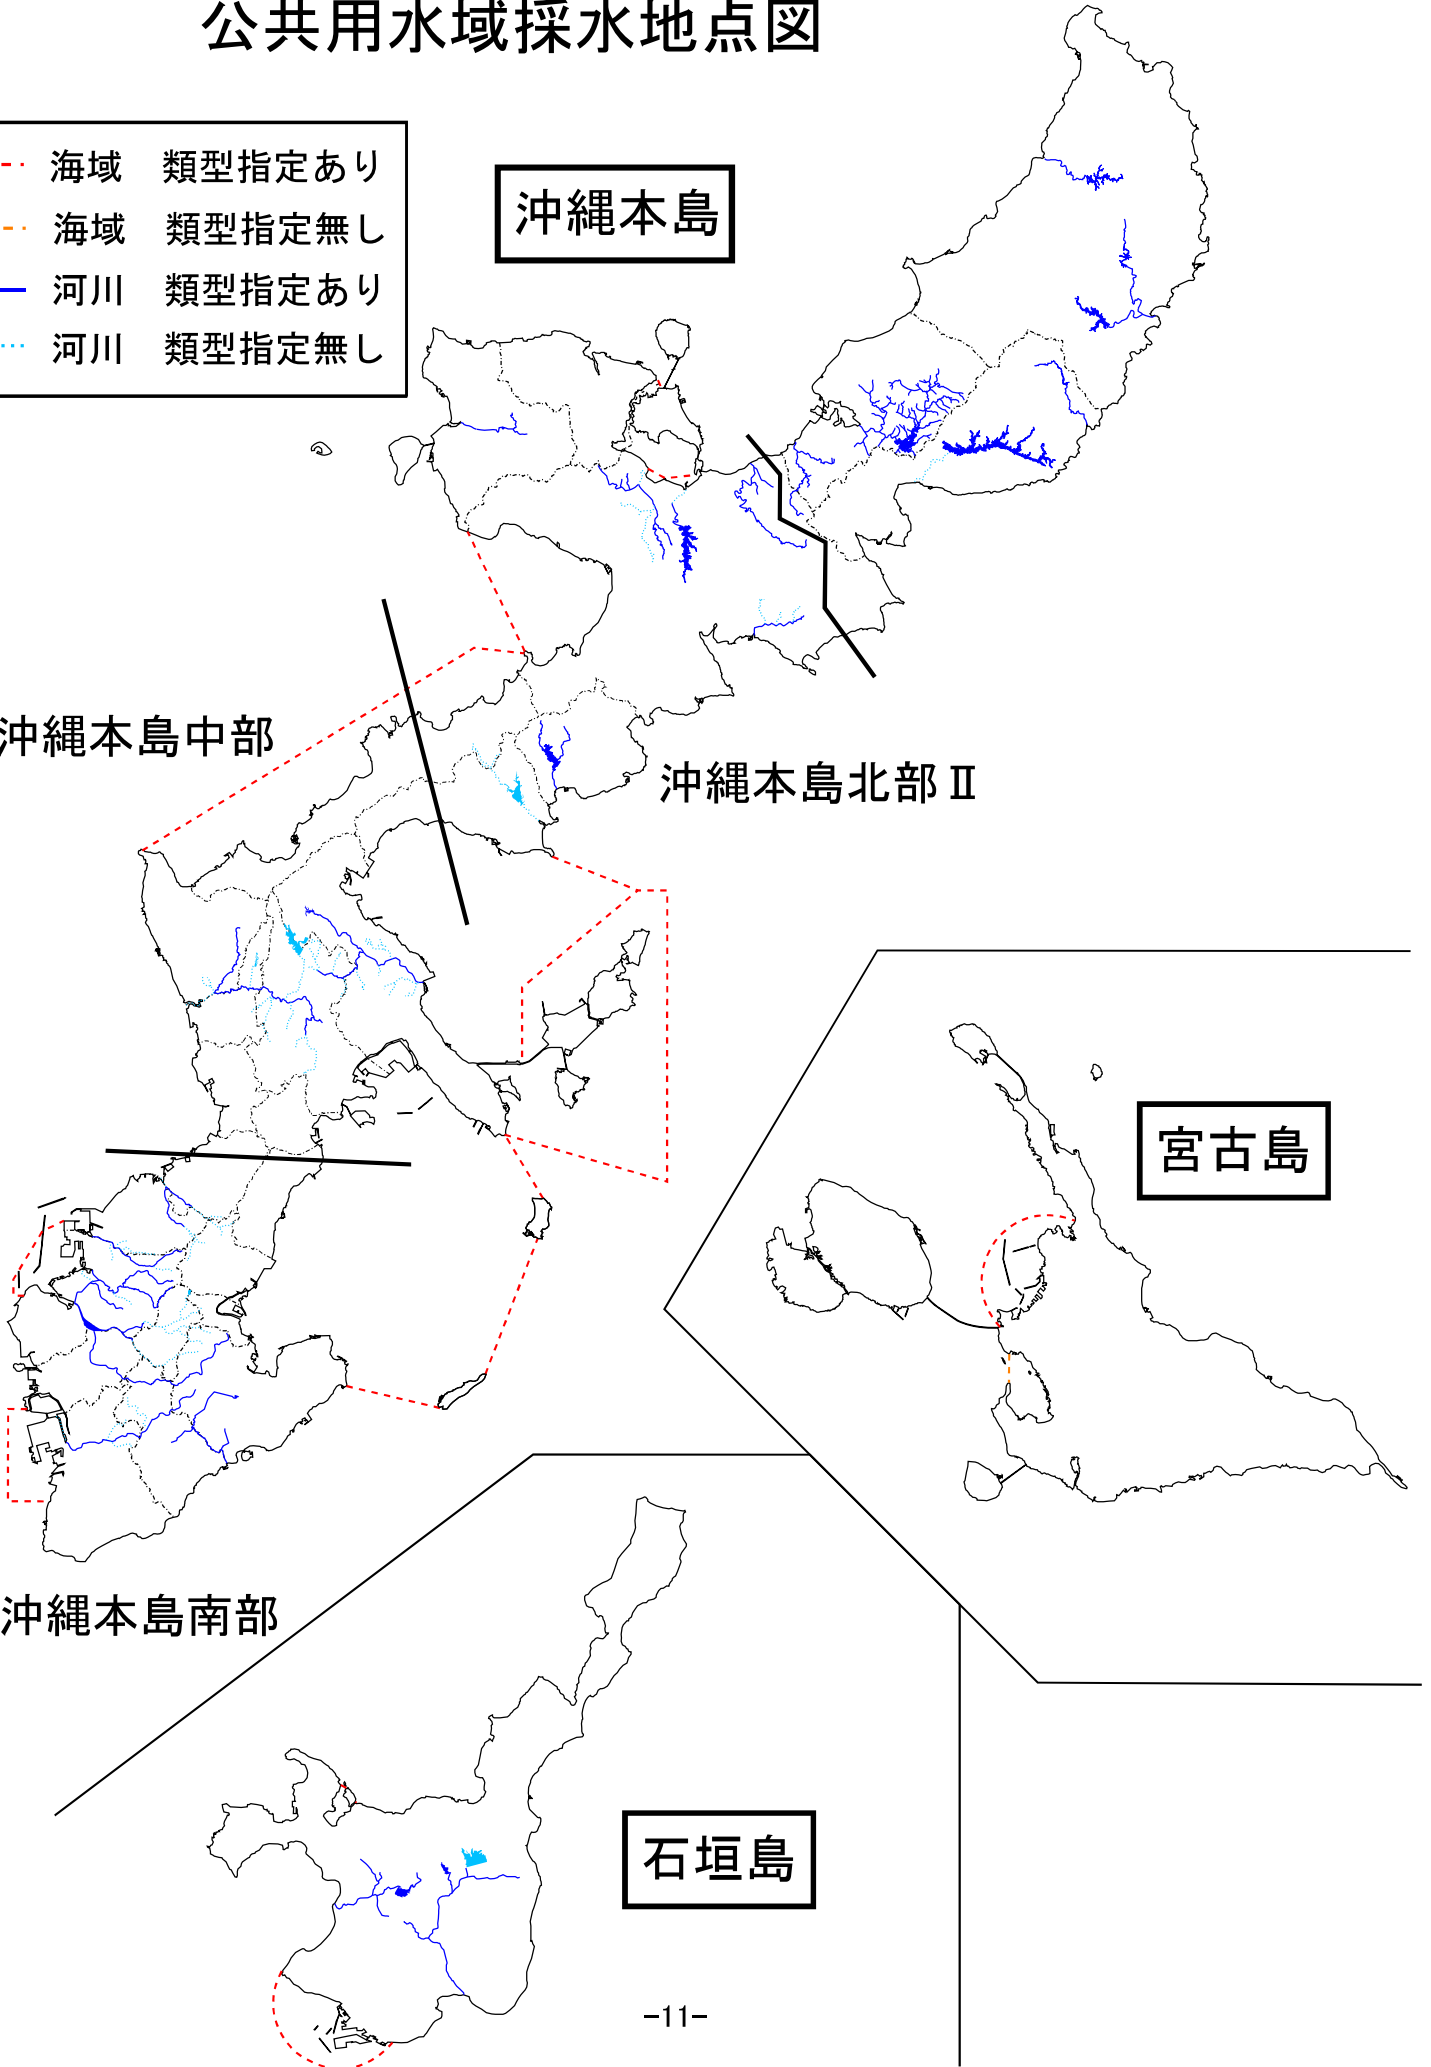 公共用水域採水地点図
海域　類型指定あり
海域　類型指定無し
河川　類型指定あり
河川　類型指定無し
沖縄本島
沖縄本島中部
沖縄本島北部Ⅱ
宮古島
沖縄本島南部
石垣島
−11−